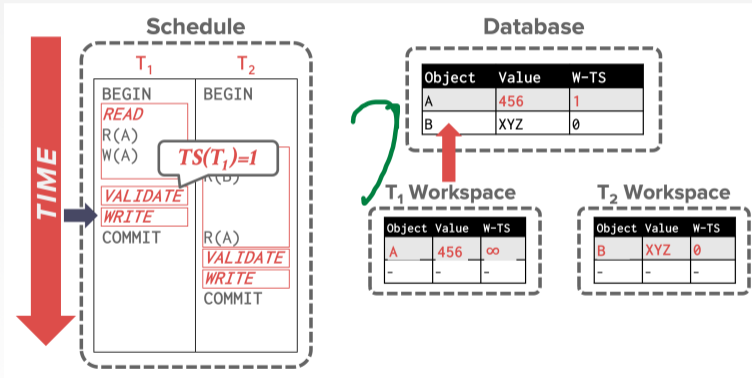 Schedule
T₁ T₂
BEGIN BEGIN
READ
R(A)
W(A)
TS(T₁)=1
R(B)
VALIDATE
WRITE
COMMIT
R(A)
VALIDATE
WRITE
COMMIT
TIME
Database
Object Value W-TS
A 456 1
B XYZ 0
T₁ Workspace
Object Value W-TS
A 456 ∞
- - -
T₂ Workspace
Object Value W-TS
B XYZ 0
- - -